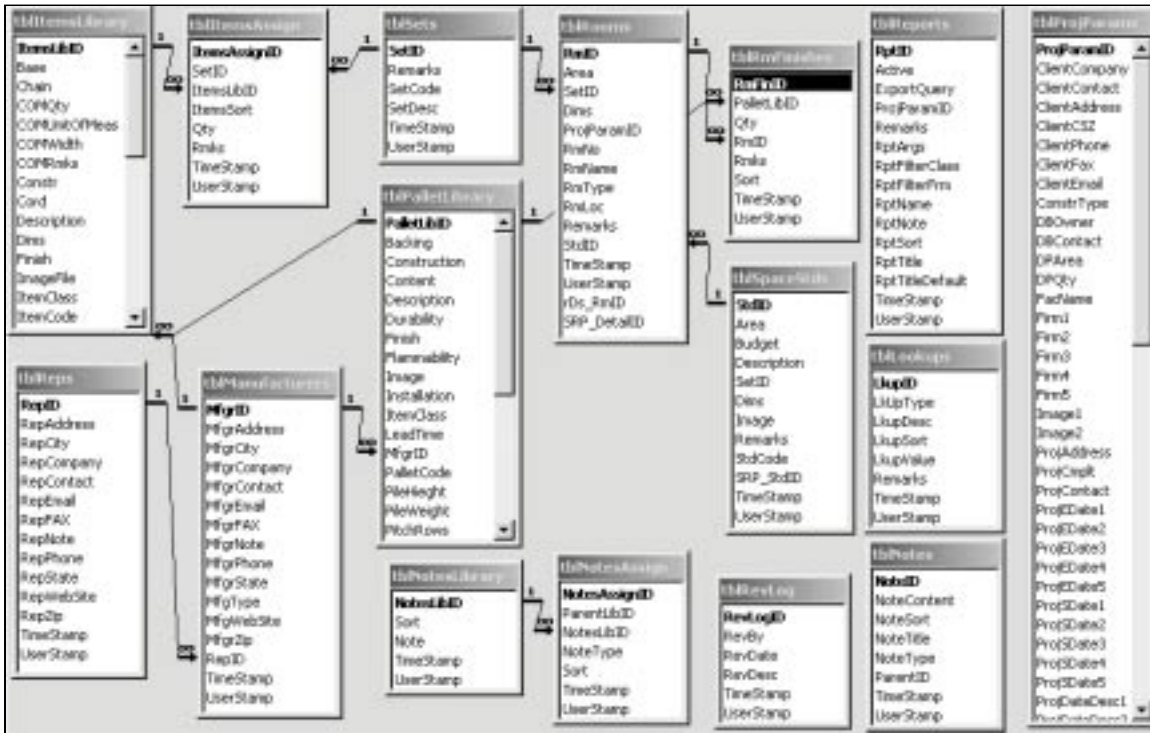 tblItemsLibrary
ItemsLibID
Base
Chain
COMQty
COMUnitOfMeas
COMWidth
COMRmks
Constr
Cord
Description
Dims
Finish
ImageFile
ItemClass
ItemCode
tblItemsAssign
ItemsAssignID
SetID
ItemsLibID
ItemsSort
Qty
Rmks
TimeStamp
UserStamp
tblSets
SetID
Remarks
SetCode
SetDesc
TimeStamp
UserStamp
tblRooms
RmID
Area
SetID
Dims
ProjParamID
RmNo
RmName
RmType
RmLoc
Remarks
StdID
TimeStamp
UserStamp
rDs_RmID
SRP_DetailID
tblRmFinishes
RmFinID
PalletLibID
Qty
RmID
Rmks
Sort
TimeStamp
UserStamp
tblReports
RptID
Active
ExportQuery
ProjParamID
Remarks
RptArgs
RptFilterClass
RptFilterFrm
RptName
RptNote
RptSort
RptTitle
RptTitleDefault
TimeStamp
UserStamp
tblProjParams
ProjParamID
ClientCompany
ClientContact
ClientAddress
ClientCSZ
ClientPhone
ClientFax
ClientEmail
ConstrType
DBOwner
DBContact
DPArea
DPQty
FacName
Firm1
Firm2
Firm3
Firm4
Firm5
Image1
Image2
ProjAddress
ProjCmplt
ProjContact
ProjEDate1
ProjEDate2
ProjEDate3
ProjEDate4
ProjEDate5
ProjSDate1
ProjSDate2
ProjSDate3
ProjSDate4
ProjSDate5
ProjDateDesc1
ProjDateDesc2
tblPalletLibrary
PalletLibID
Backing
Construction
Content
Description
Durability
Finish
Flammability
Image
Installation
ItemClass
LeadTime
MfgrID
PalletCode
PileHieght
PileWeight
PitchRows
tblSpaceStds
StdID
Area
Budget
Description
SetID
Dims
Image
Remarks
StdCode
SRP_StdID
TimeStamp
UserStamp
tblLookups
LkupID
LkUpType
LkupDesc
LkupSort
LkupValue
Remarks
TimeStamp
UserStamp
tblReps
RepID
RepAddress
RepCity
RepCompany
RepContact
RepEmail
RepFAX
RepNote
RepPhone
RepState
RepWebSite
RepZip
TimeStamp
UserStamp
tblManufacturers
MfgrID
MfgrAddress
MfgrCity
MfgrCompany
MfgrContact
MfgrEmail
MfgrFAX
MfgrNote
MfgrPhone
MfgrState
MfgType
MfgWebSite
MfgrZip
RepID
TimeStamp
UserStamp
tblNotesLibrary
NotesLibID
Sort
Note
TimeStamp
UserStamp
tblNotesAssign
NotesAssignID
ParentLibID
NotesLibID
NoteType
Sort
TimeStamp
UserStamp
tblRevLog
RevLogID
RevBy
RevDate
RevDesc
TimeStamp
UserStamp
tblNotes
NoteID
NoteContent
NoteSort
NoteTitle
NoteType
ParentID
TimeStamp
UserStamp